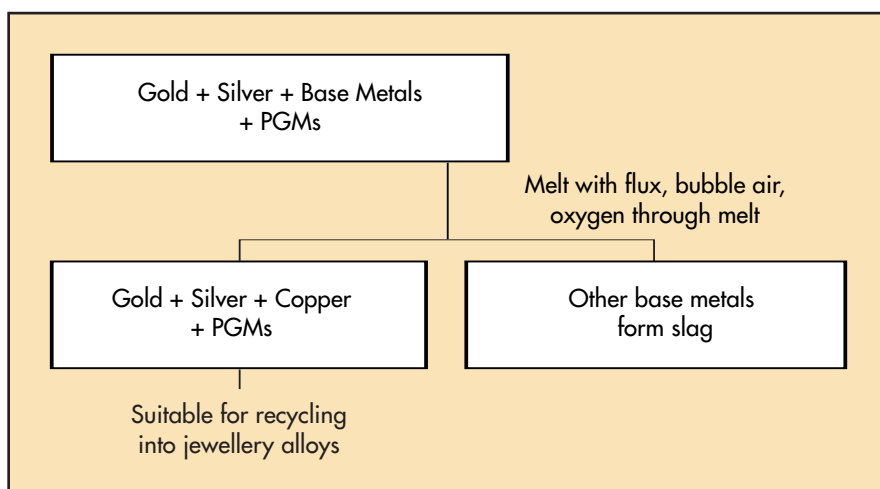 Gold + Silver + Base Metals
+ PGMs
Melt with flux, bubble air,
oxygen through melt
Gold + Silver + Copper
+ PGMs
Other base metals
form slag
Suitable for recycling
into jewellery alloys